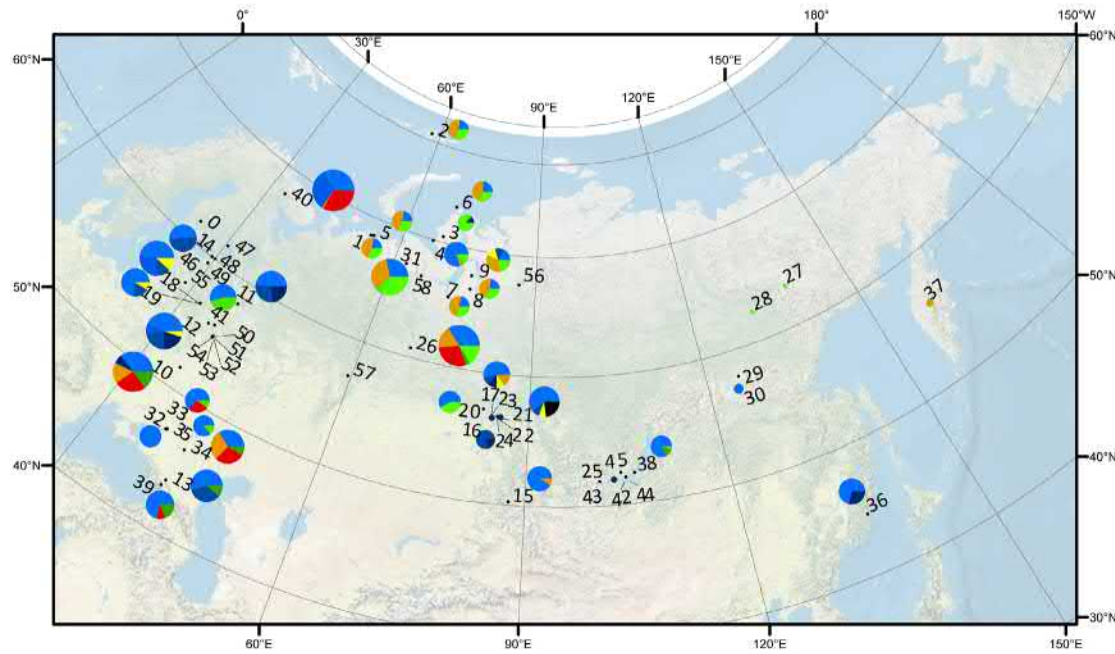 0° 180° 150°W
30°E 150°E
60°N 60°N
60°E 90°E 120°E
2
40 6
0 5 3
14 47 1 31 4
46 55 49 48 58 9 56 27
18 11 7 8 28 37
19 50°N 50°N
12 41 50
54 53 52 51 26
10 57 29
30
33 17 23
32 35 34 20 21
16 24 22
40°N 39 13 25 45 38 40°N
15 43 42 44 36
30°N
60°E 90°E 120°E 150°E